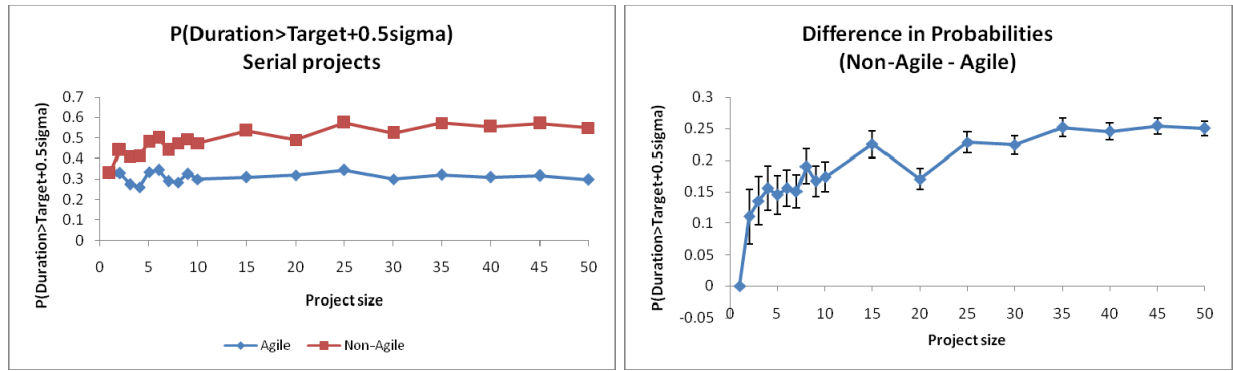 P(Duration>Target+0.5sigma)
Serial projects
P(Duration>Target+0.5sigma)
0.7
0.6
0.5
0.4
0.3
0.2
0.1
0
0 5 10 15 20 25 30 35 40 45 50
Project size
Agile Non-Agile
Difference in Probabilities
(Non-Agile - Agile)
P(Duration>Target+0.5sigma)
0.3
0.25
0.2
0.15
0.1
0.05
0
-0.05
0 5 10 15 20 25 30 35 40 45 50
Project size